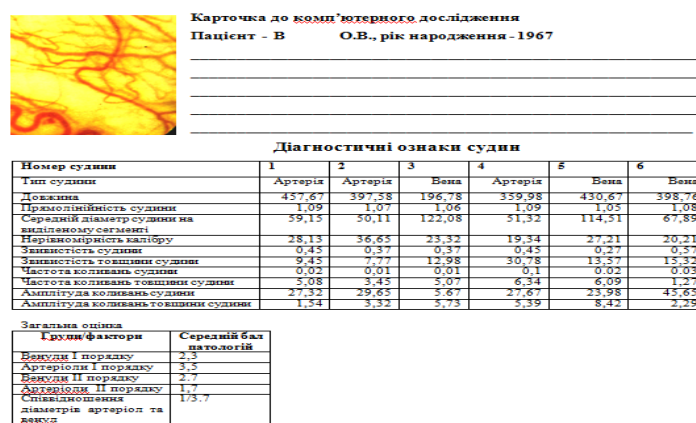 Карточка до комп’ютерного дослідження
Пацієнт - В О.В., рік народження - 1967
Діагностичні ознаки судин
Номер судини 1 2 3 4 5 6
Тип судини Артерія Артерія Вена Артерія Вена Вена
Довжина 457,67 397,58 196,78 359,98 430,67 398,76
Прямолінійність судини 1,09 1,07 1,06 1,09 1,05 1,08
Середній діаметр судини на 59,15 50,11 122,08 51,32 114,51 67,89
виділеному сегменті
Нерівномірність калібру 28,13 36,65 23,32 19,34 27,21 20,21
Звивистість судини 0,45 0,37 0,37 0,45 0,27 0,57
Звивистість товщини судини 9,45 7,77 12,98 30,78 13,57 15,32
Частота коливань судини 0,02 0,01 0,01 0,1 0.02 0.03
Частота коливань товщини судини 5,08 3,45 5,07 6,34 6,09 1,27
Амплітуда коливань судини 27,32 29,65 5.67 27,67 23,98 45,65
Амплітуда коливань товщини судини 1,54 3,32 5,73 5,39 8,42 2,29
Загальна оцінка
Групи/фактори Середній бал
патологій
Венули І порядку 2,3
Артеріоли І порядку 3,5
Венули ІІ порядку 2.7
Артеріоли ІІ порядку 1,7
Співвідношення 1/3.7
діаметрів артеріол та
венул